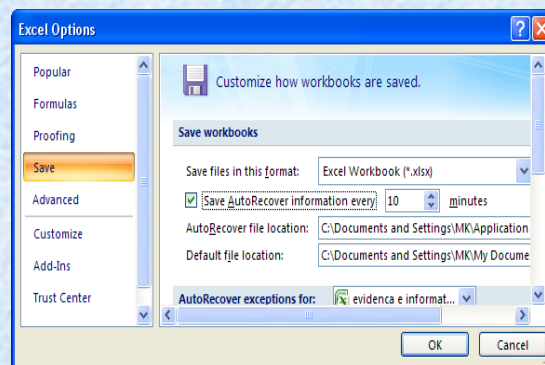 Excel Options
Popular
Formulas
Proofing
Save
Advanced
Customize
Add-Ins
Trust Center
Customize how workbooks are saved.
Save workbooks
Save files in this format: Excel Workbook (*.xlsx)
Save AutoRecover information every 10 minutes
AutoRecover file location: C:\Documents and Settings\MK\Application
Default file location: C:\Documents and Settings\MK\My Docume
AutoRecover exceptions for: evidenca e informat...
OK Cancel